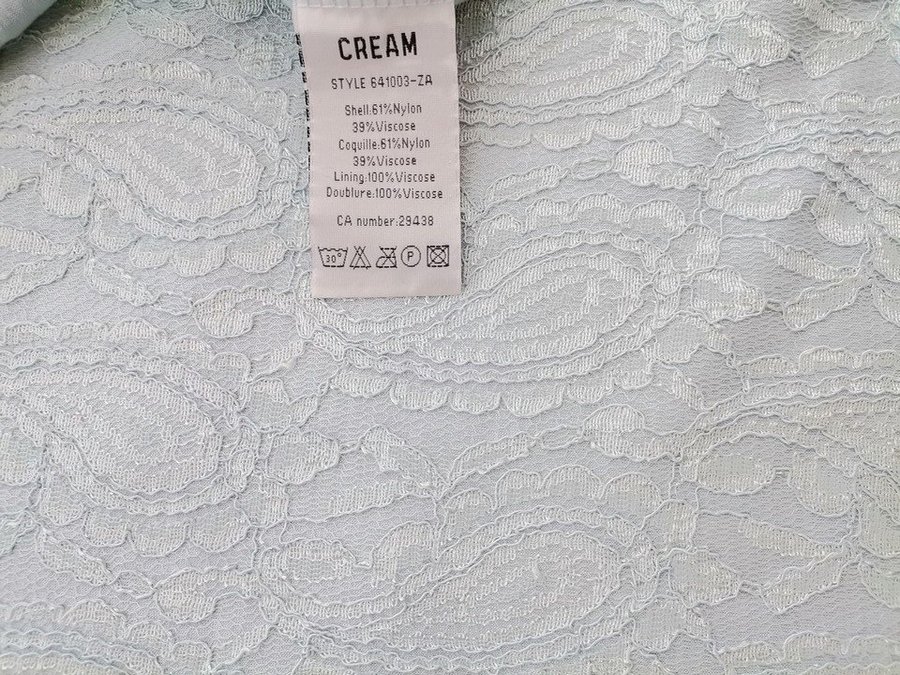 CREAM
STYLE 641003-ZA
Shell:61%Nylon
39%Viscose
Coquille:61%Nylon
39%Viscose
Lining:100%Viscose
Doublure:100%Viscose
CA number:29438
30° P